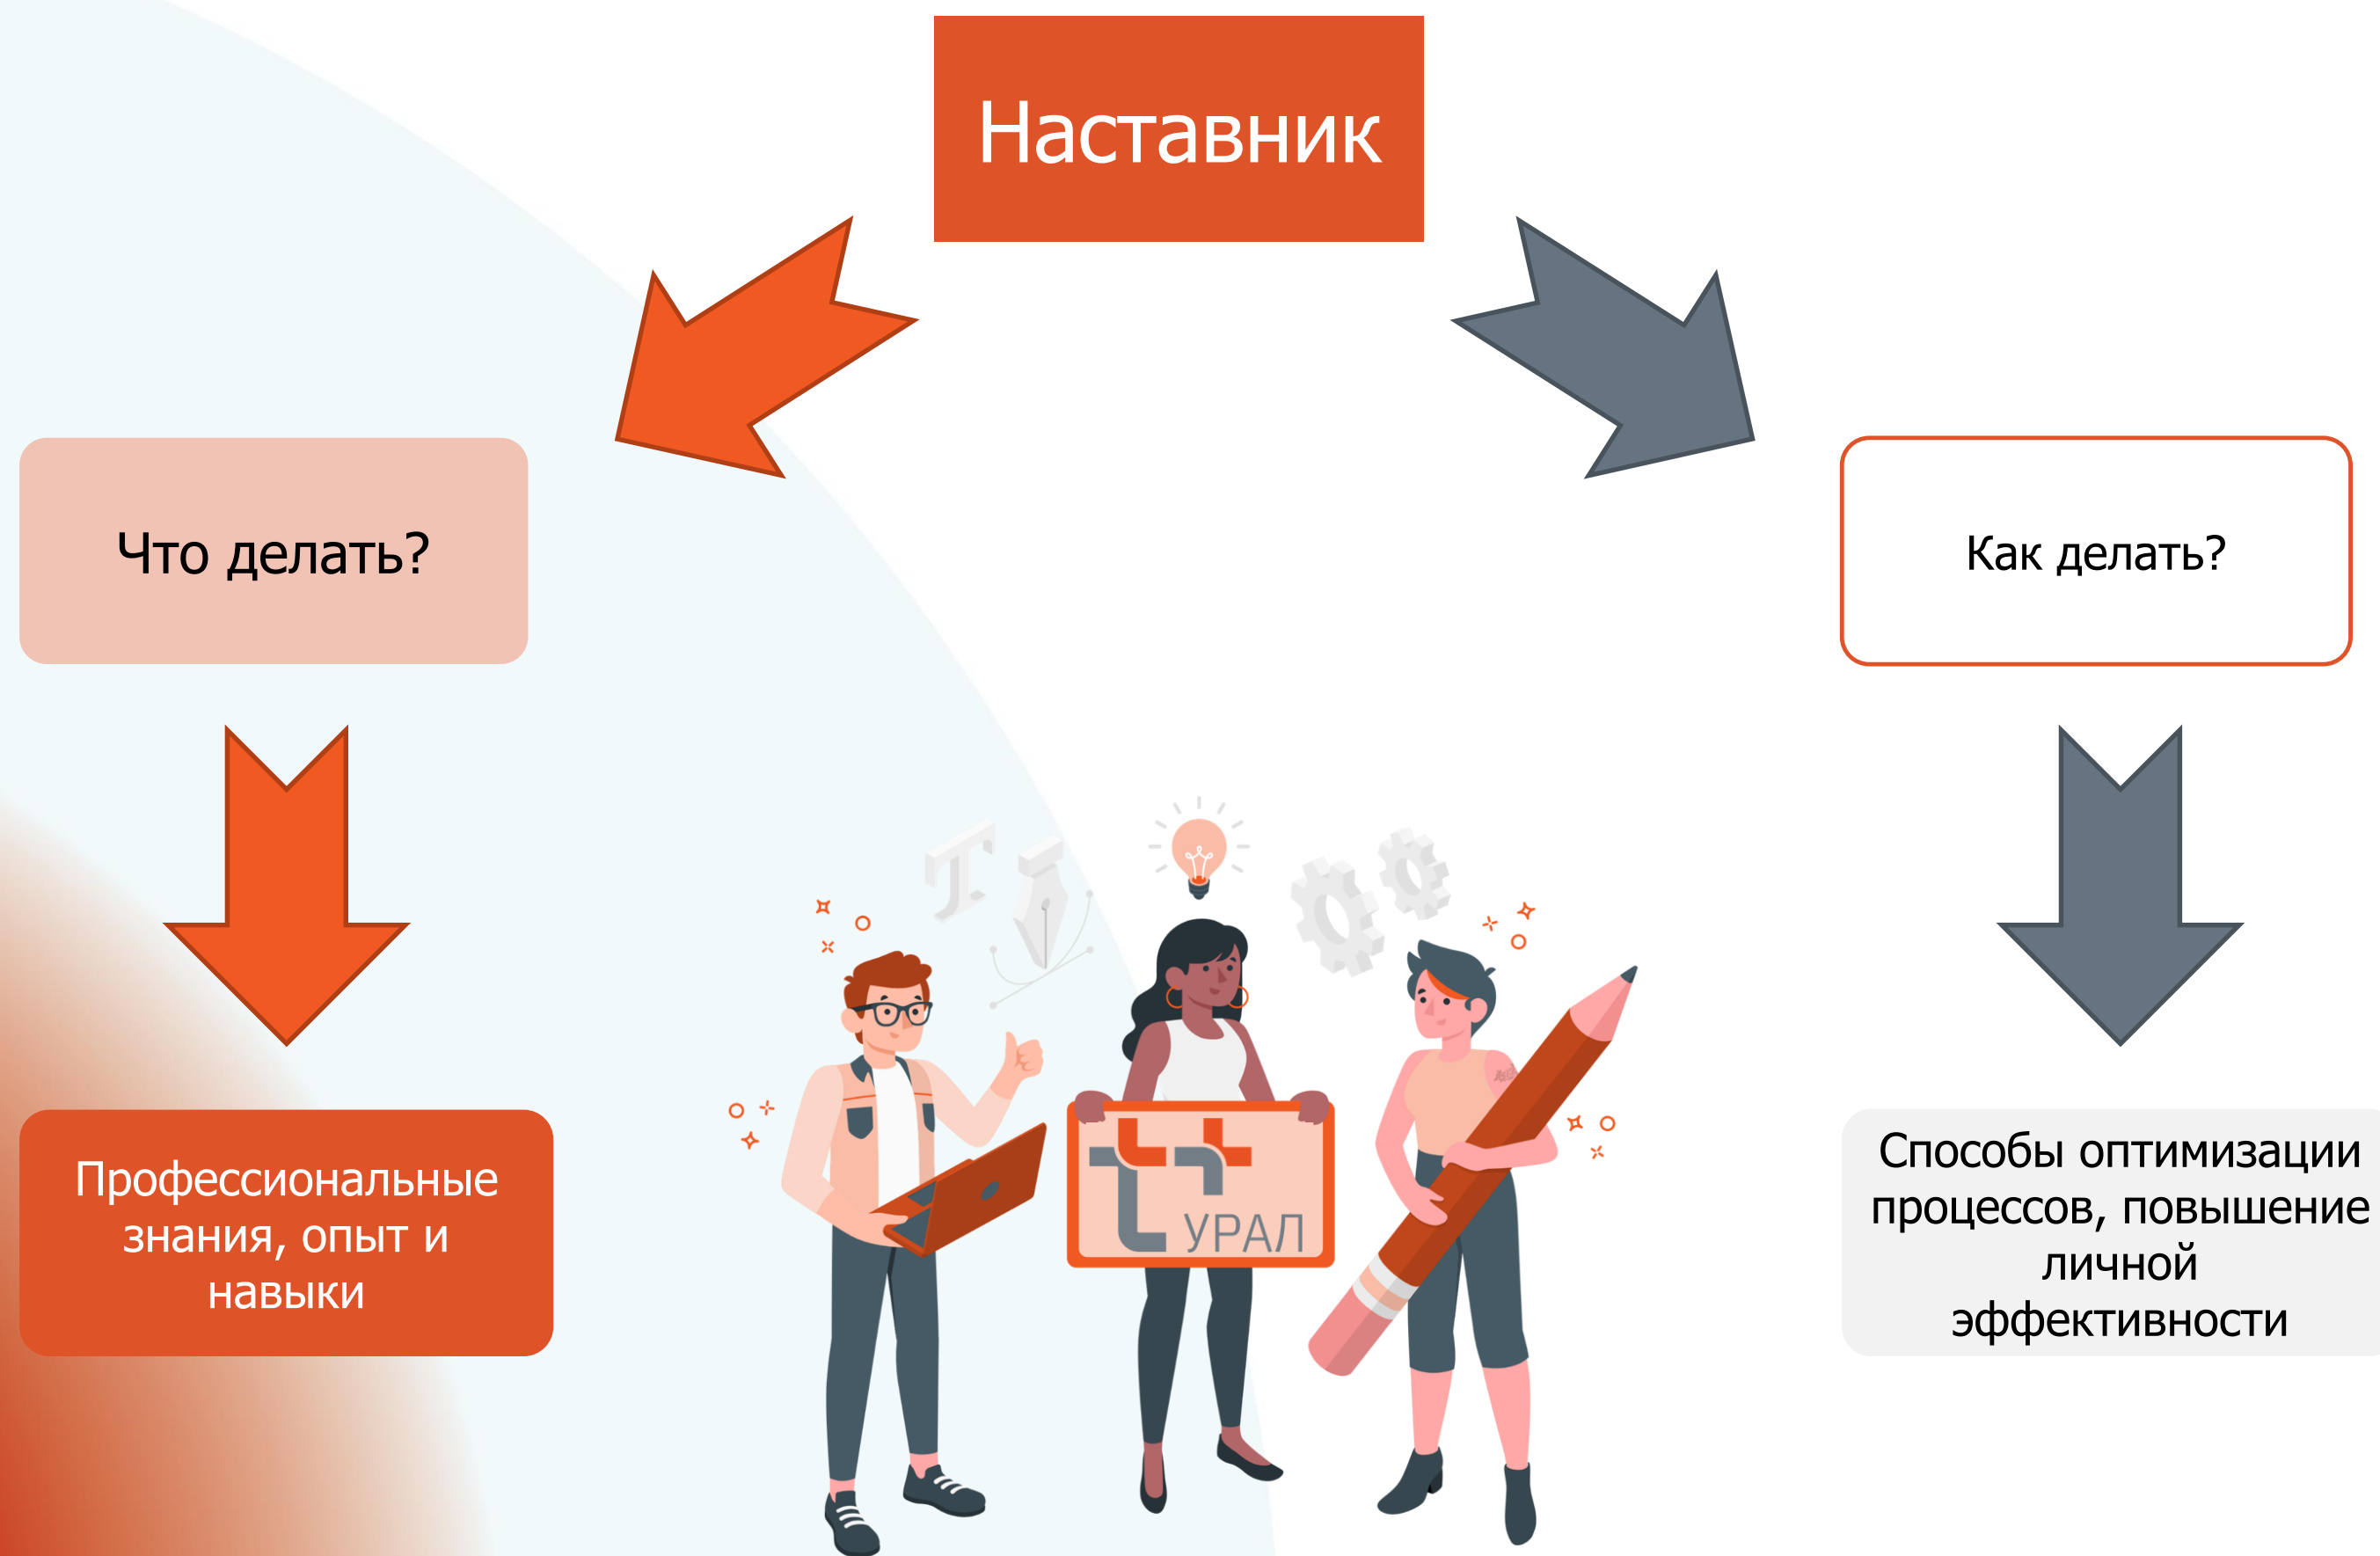 Наставник
Что делать?
Как делать?
Профессиональные
знания, опыт и
навыки
Способы оптимизации
процессов, повышение
личной
эффективности
УРАЛ